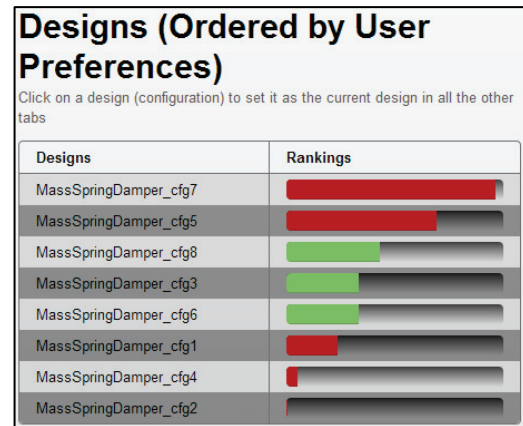 Designs (Ordered by User
Preferences)
Click on a design (configuration) to set it as the current design in all the other
tabs
Designs Rankings
MassSpringDamper_cfg7
MassSpringDamper_cfg5
MassSpringDamper_cfg8
MassSpringDamper_cfg3
MassSpringDamper_cfg6
MassSpringDamper_cfg1
MassSpringDamper_cfg4
MassSpringDamper_cfg2